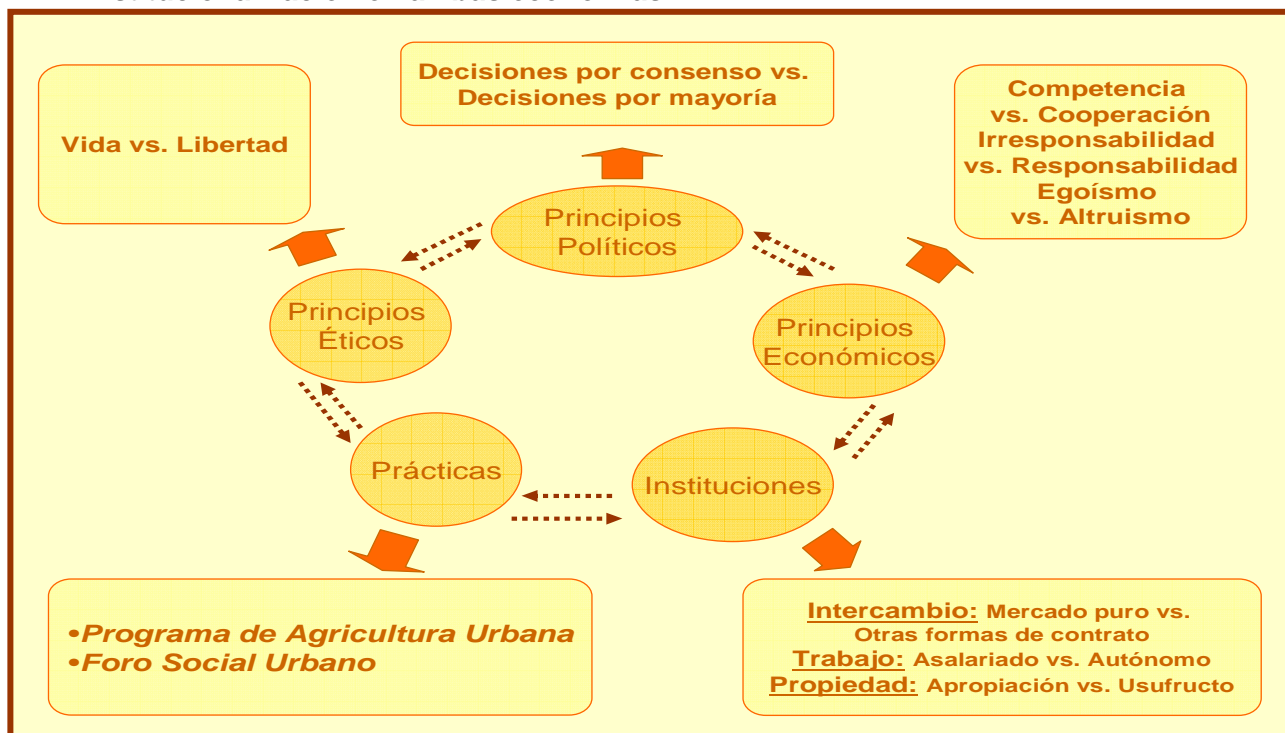 Decisiones por consenso vs.
Decisiones por mayoría
Vida vs. Libertad
Competencia
vs. Cooperación
Irresponsabilidad
vs. Responsabilidad
Egoísmo
vs. Altruismo
Principios
Políticos
Principios
Éticos
Principios
Económicos
Prácticas
Instituciones
•Programa de Agricultura Urbana
•Foro Social Urbano
Intercambio: Mercado puro vs.
Otras formas de contrato
Trabajo: Asalariado vs. Autónomo
Propiedad: Apropiación vs. Usufructo